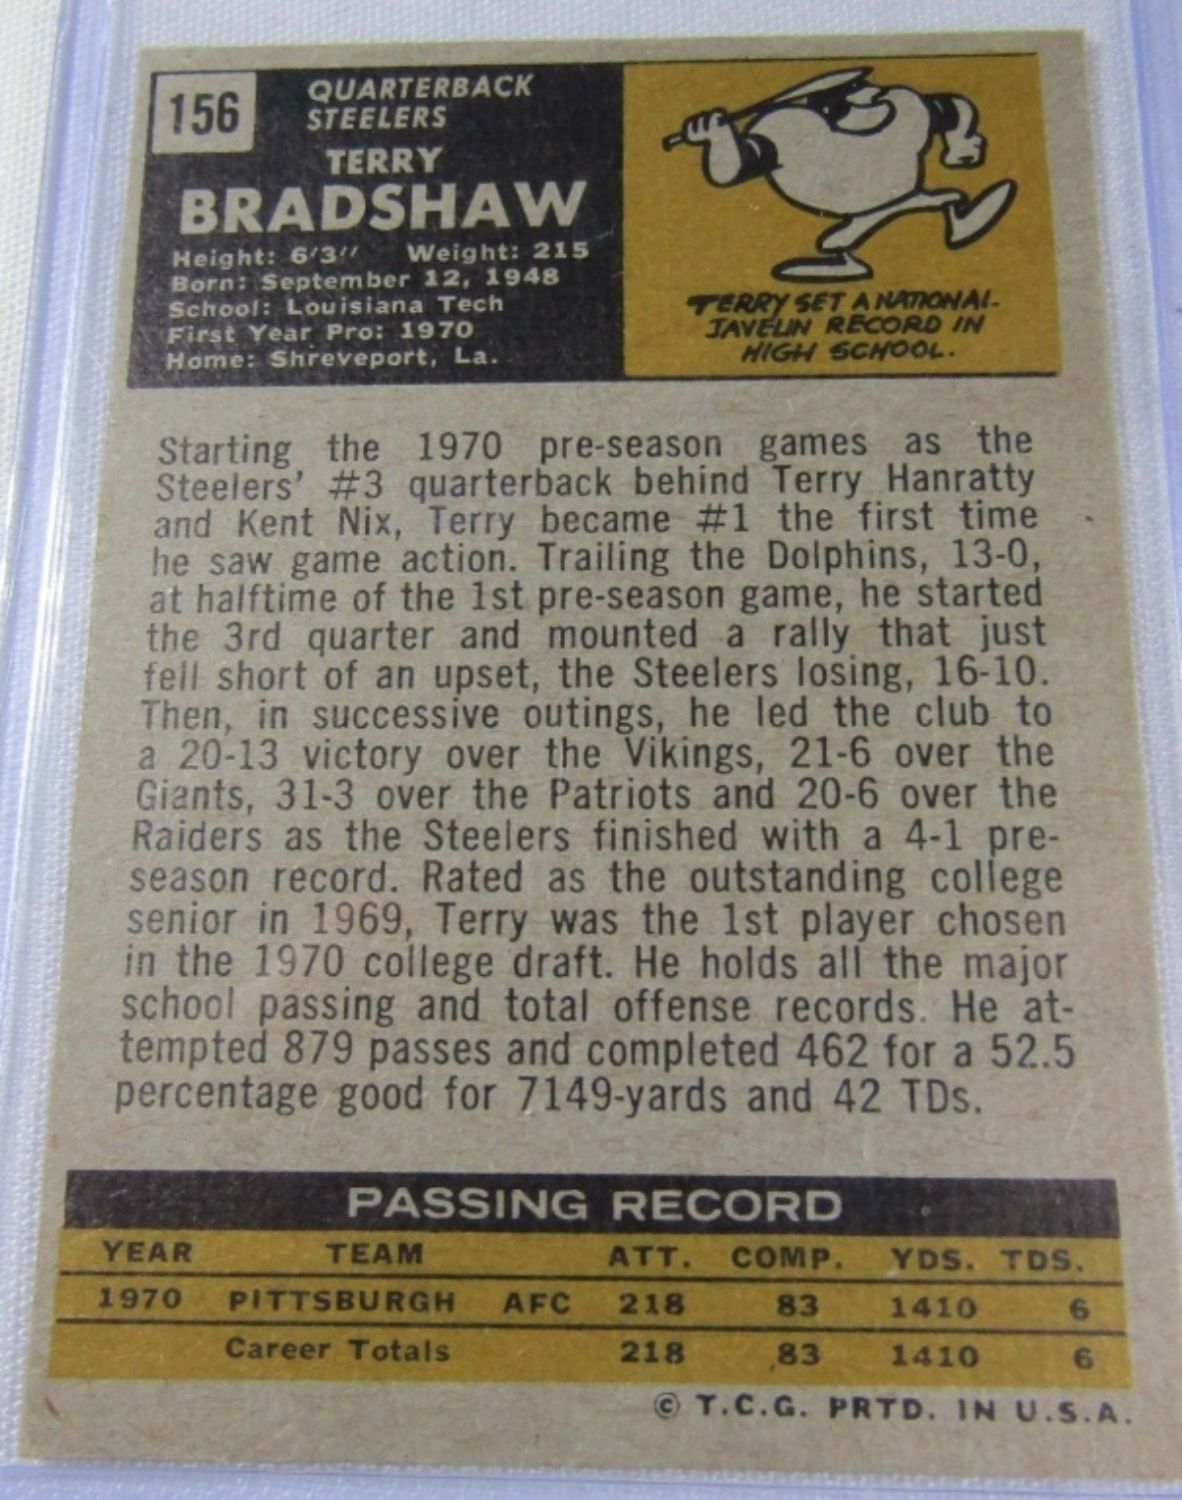 156
QUARTERBACK
STEELERS
TERRY
BRADSHAW
Height: 6'3" Weight: 215
Born: September 12, 1948
School: Louisiana Tech
First Year Pro: 1970
Home: Shreveport, La.
TERRY SET A NATIONAL
JAVELIN RECORD IN
HIGH SCHOOL.
Starting the 1970 pre-season games as the
Steelers' #3 quarterback behind Terry Hanratty
and Kent Nix, Terry became #1 the first time
he saw game action. Trailing the Dolphins, 13-0,
at halftime of the 1st pre-season game, he started
the 3rd quarter and mounted a rally that just
fell short of an upset, the Steelers losing, 16-10.
Then, in successive outings, he led the club to
a 20-13 victory over the Vikings, 21-6 over the
Giants, 31-3 over the Patriots and 20-6 over the
Raiders as the Steelers finished with a 4-1 pre-
season record. Rated as the outstanding college
senior in 1969, Terry was the 1st player chosen
in the 1970 college draft. He holds all the major
school passing and total offense records. He at-
tempted 879 passes and completed 462 for a 52.5
percentage good for 7149-yards and 42 TDs.
PASSING RECORD
YEAR TEAM ATT. COMP. YDS. TDS.
1970 PITTSBURGH AFC 218 83 1410 6
Career Totals 218 83 1410 6
© T.C.G. PRTD. IN U.S.A.